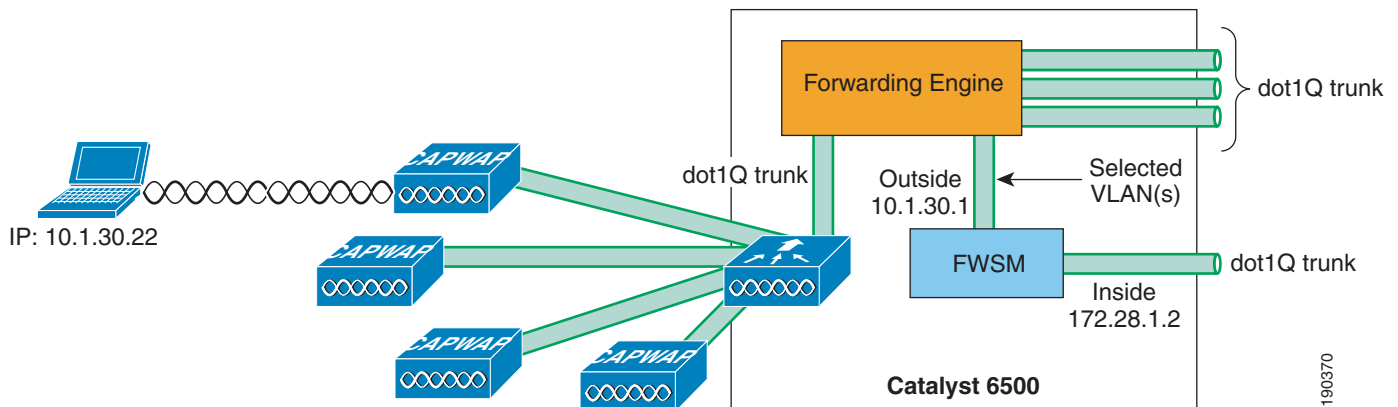 Forwarding Engine
dot1Q trunk
CAPWAP
dot1Q trunk
Outside
10.1.30.1
Selected
VLAN(s)
IP: 10.1.30.22
CAPWAP
FWSM
dot1Q trunk
Inside
172.28.1.2
CAPWAP
CAPWAP
Catalyst 6500
190370